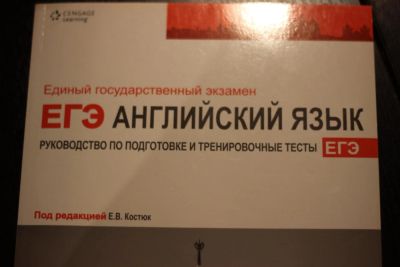 CENGAGE
Learning
Единый государственный экзамен
ЕГЭ АНГЛИЙСКИЙ ЯЗЫК
РУКОВОДСТВО ПО ПОДГОТОВКЕ И ТРЕНИРОВОЧНЫЕ ТЕСТЫ ЕГЭ
Под редакцией Е.В. Костюк